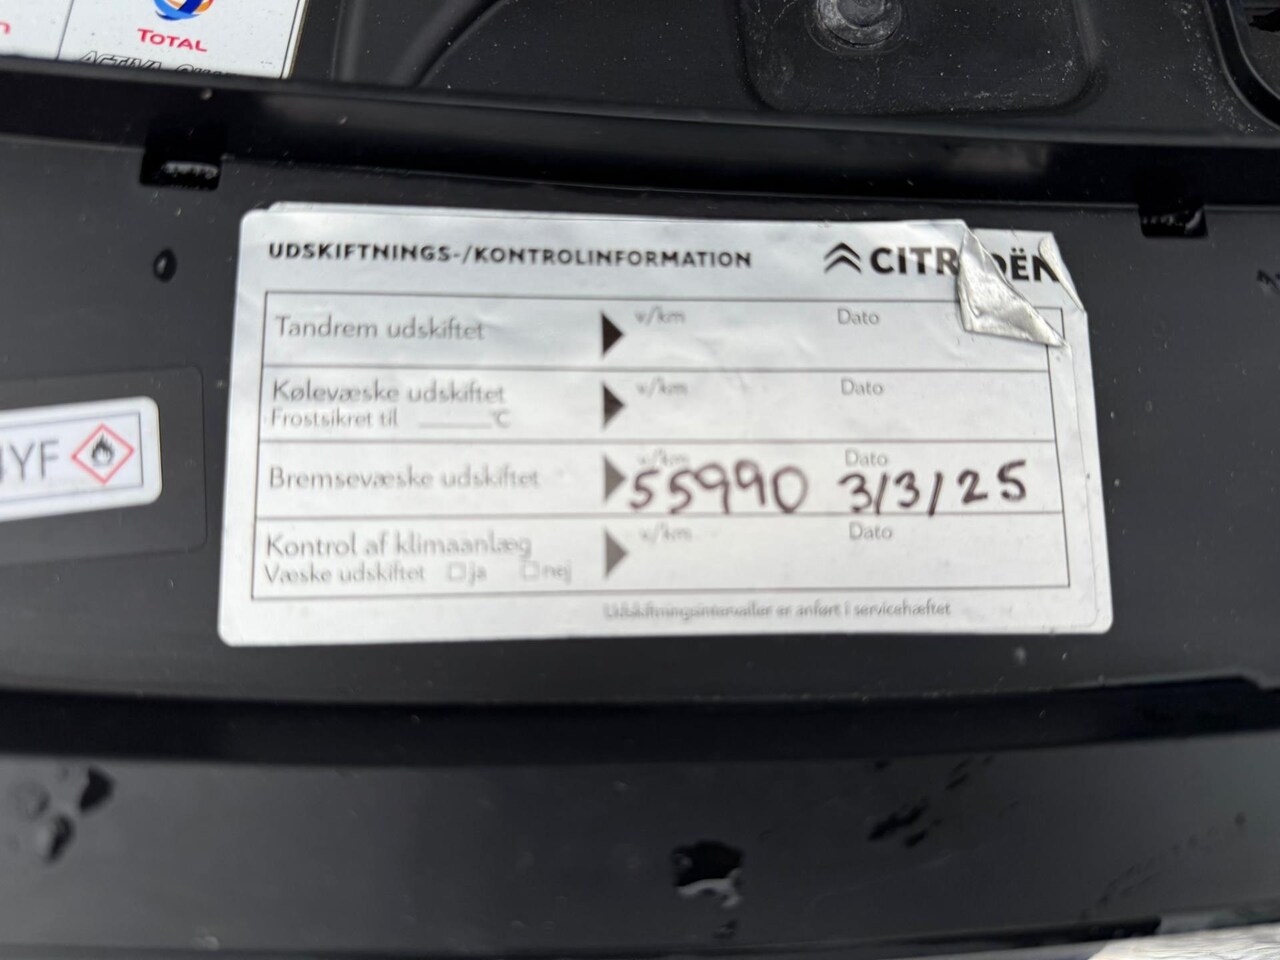 TOTAL
UDSKIFTNINGS-/KONTROLINFORMATION
CITROËN
Tandrem udskiftet v/km Dato
Kølevæske udskiftet v/km Dato
Frostsikret til ______°C
Bremsevæske udskiftet v/km Dato
55990 3/3/25
Kontrol af klimaanlæg v/km Dato
Væske udskiftet ja nej
Udskiftningsintervaller er anført i servicehæftet
YF